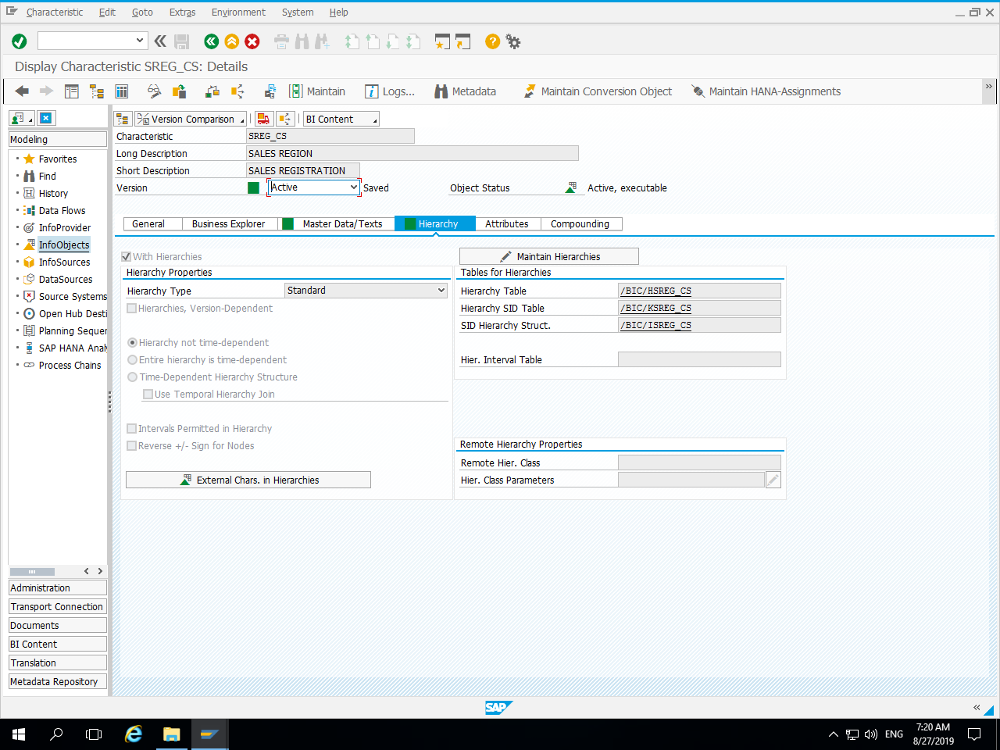 Characteristic Edit Goto Extras Environment System Help
Display Characteristic SREG_CS: Details
Maintain Logs... Metadata Maintain Conversion Object Maintain HANA-Assignments
Version Comparison BI Content
Modeling
Favorites
Find
History
Data Flows
InfoProvider
InfoObjects
InfoSources
DataSources
Source Systems
Open Hub Desti
Planning Sequer
SAP HANA Analy
Process Chains
Administration
Transport Connection
Documents
BI Content
Translation
Metadata Repository
Characteristic SREG_CS
Long Description SALES REGION
Short Description SALES REGISTRATION
Version Active Saved Object Status Active, executable
General Business Explorer Master Data/Texts Hierarchy Attributes Compounding
With Hierarchies
Hierarchy Properties
Hierarchy Type Standard
Hierarchies, Version-Dependent
Hierarchy not time-dependent
Entire hierarchy is time-dependent
Time-Dependent Hierarchy Structure
Use Temporal Hierarchy Join
Intervals Permitted in Hierarchy
Reverse +/- Sign for Nodes
External Chars. in Hierarchies
Maintain Hierarchies
Tables for Hierarchies
Hierarchy Table /BIC/HSREG_CS
Hierarchy SID Table /BIC/KSREG_CS
SID Hierarchy Struct. /BIC/ISREG_CS
Hier. Interval Table
Remote Hierarchy Properties
Remote Hier. Class
Hier. Class Parameters
SAP
ENG
7:20 AM
8/27/2019